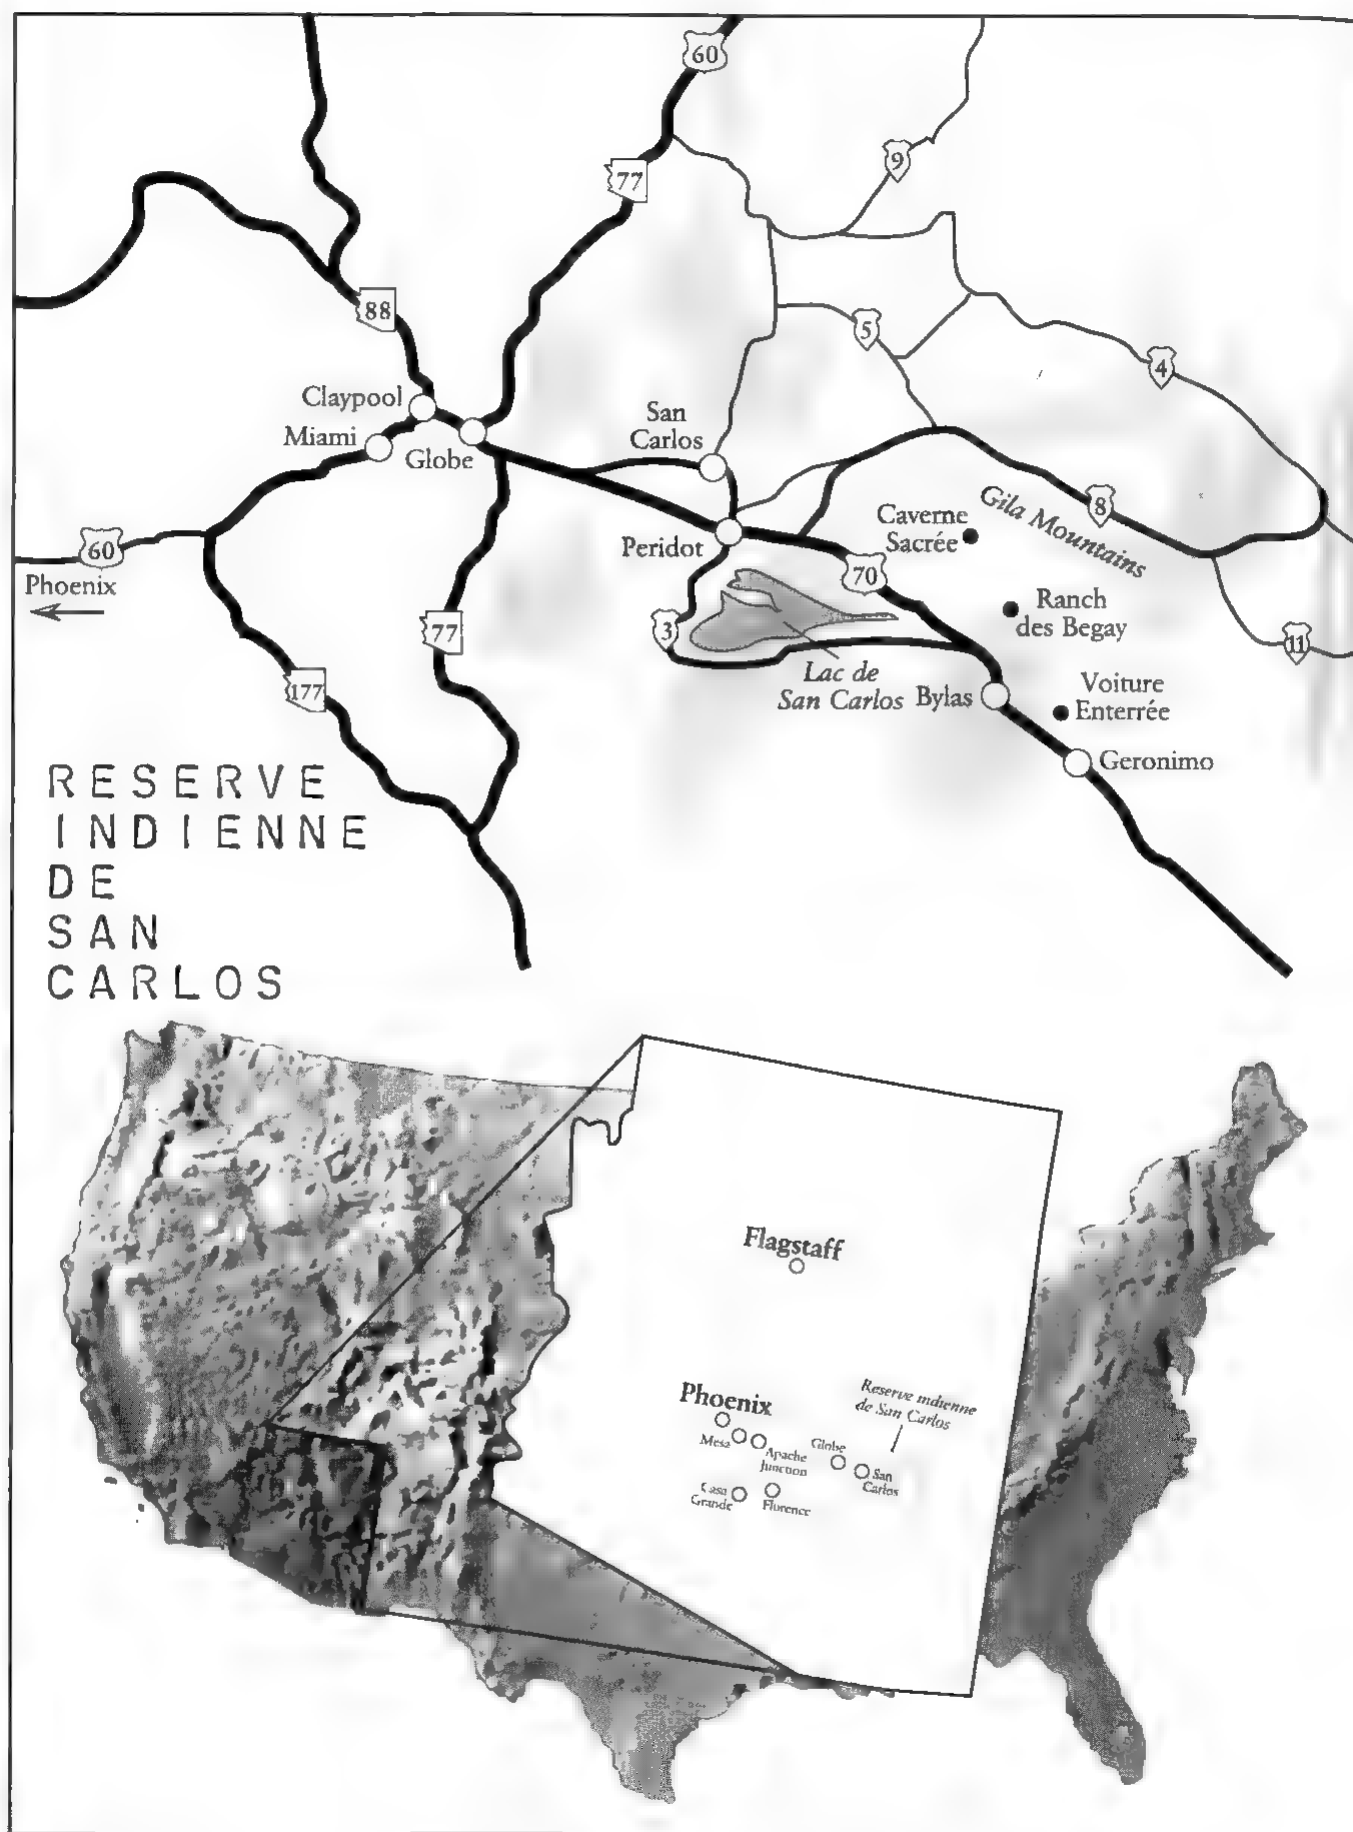 60
9
77
88
5
4
Claypool
Miami
Globe
San
Carlos
8
Gila Mountains
Caverne
Sacrée
60
Phoenix
Peridot
70
Ranch
des Begay
3
77
11
177
Lac de
San Carlos
Bylas
Voiture
Enterrée
Geronimo
RESERVE
INDIENNE
DE
SAN
CARLOS
Flagstaff
Phoenix
Reserve indienne
de San Carlos
Mesa
Apache
Junction
Globe
San
Carlos
Casa
Grande
Florence